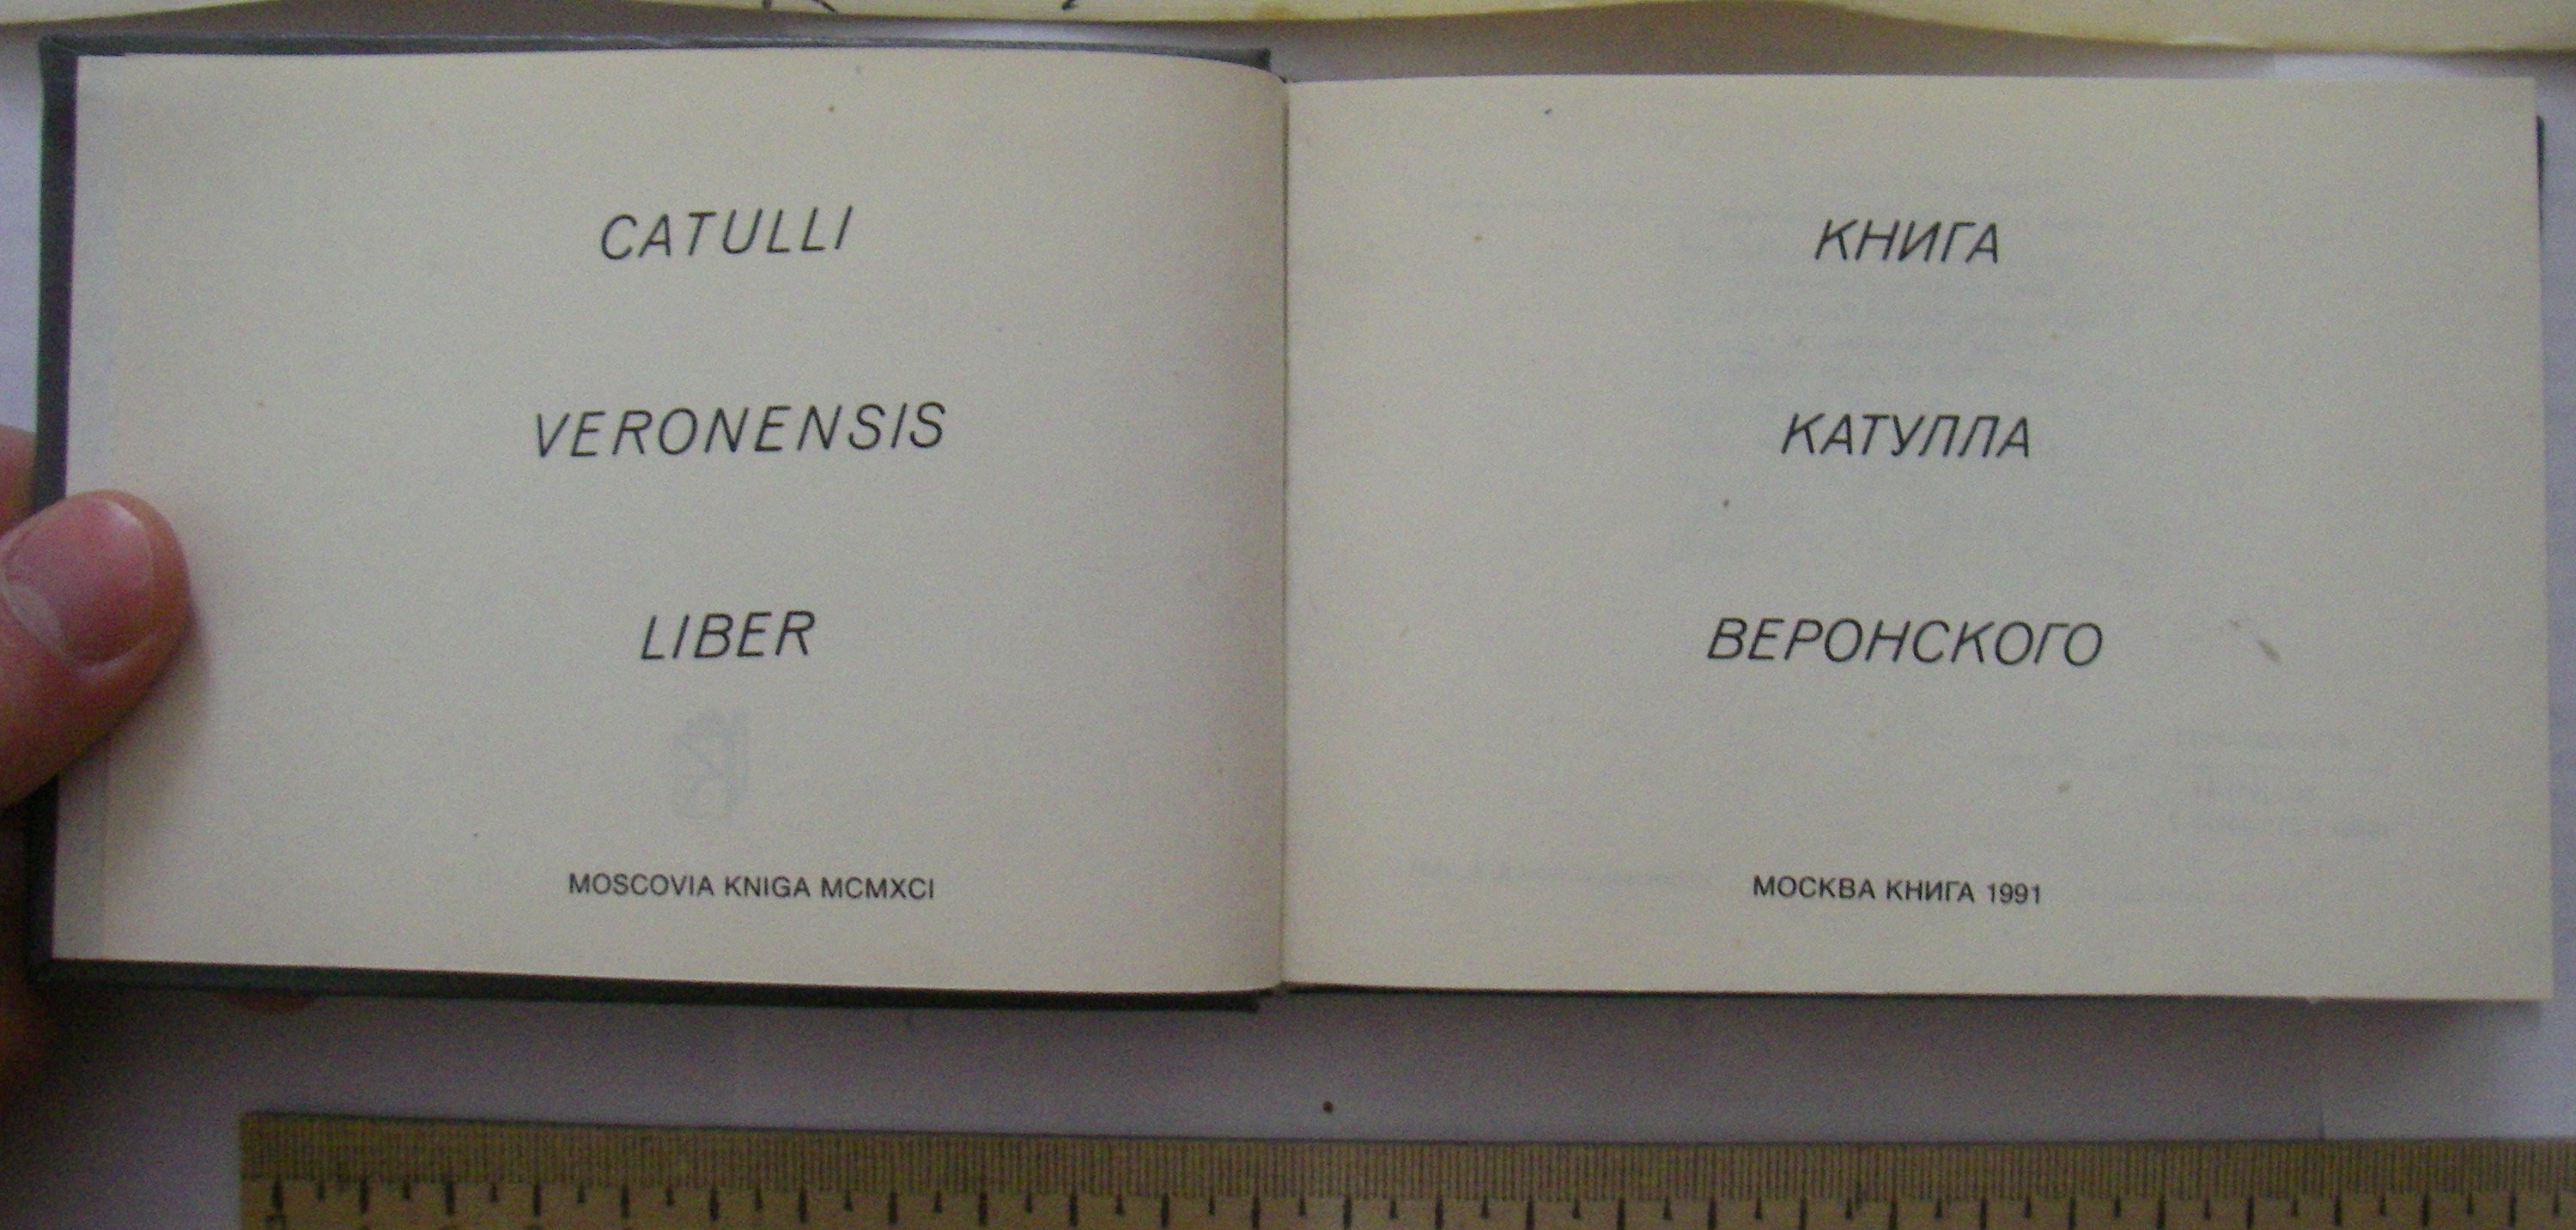 CATULLI
VERONENSIS
LIBER
MOSCOVIA KNIGA MCMXCI
КНИГА
КАТУЛЛА
ВЕРОНСКОГО
МОСКВА КНИГА 1991